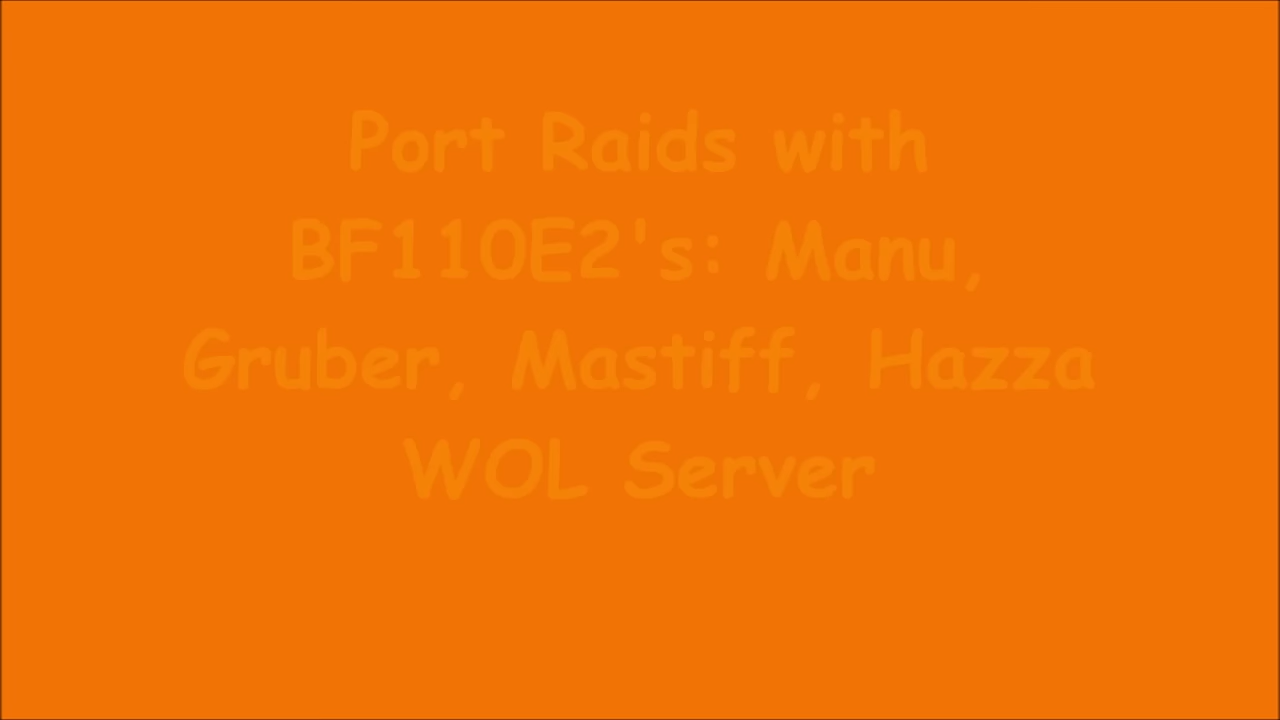 Port Raids with
BF110E2's: Manu,
Gruber, Mastiff, Hazza
WOL Server